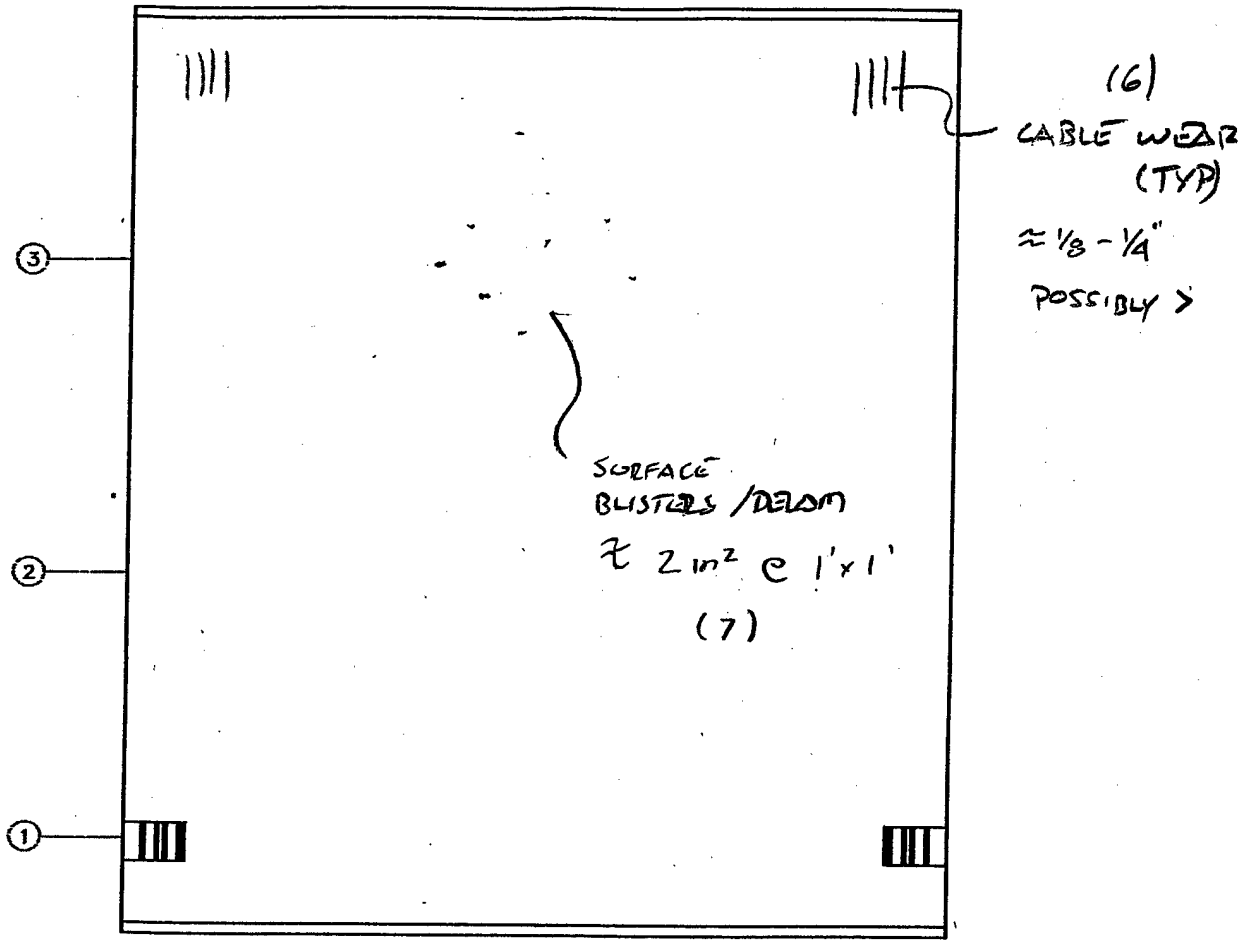 (6)
CABLE WEAR
(TYP)
≈ 1/8 - 1/4"
POSSIBLY >
3
SURFACE
BLISTERS / DELAM
2 in² @ 1' x 1'
(7)
2
1